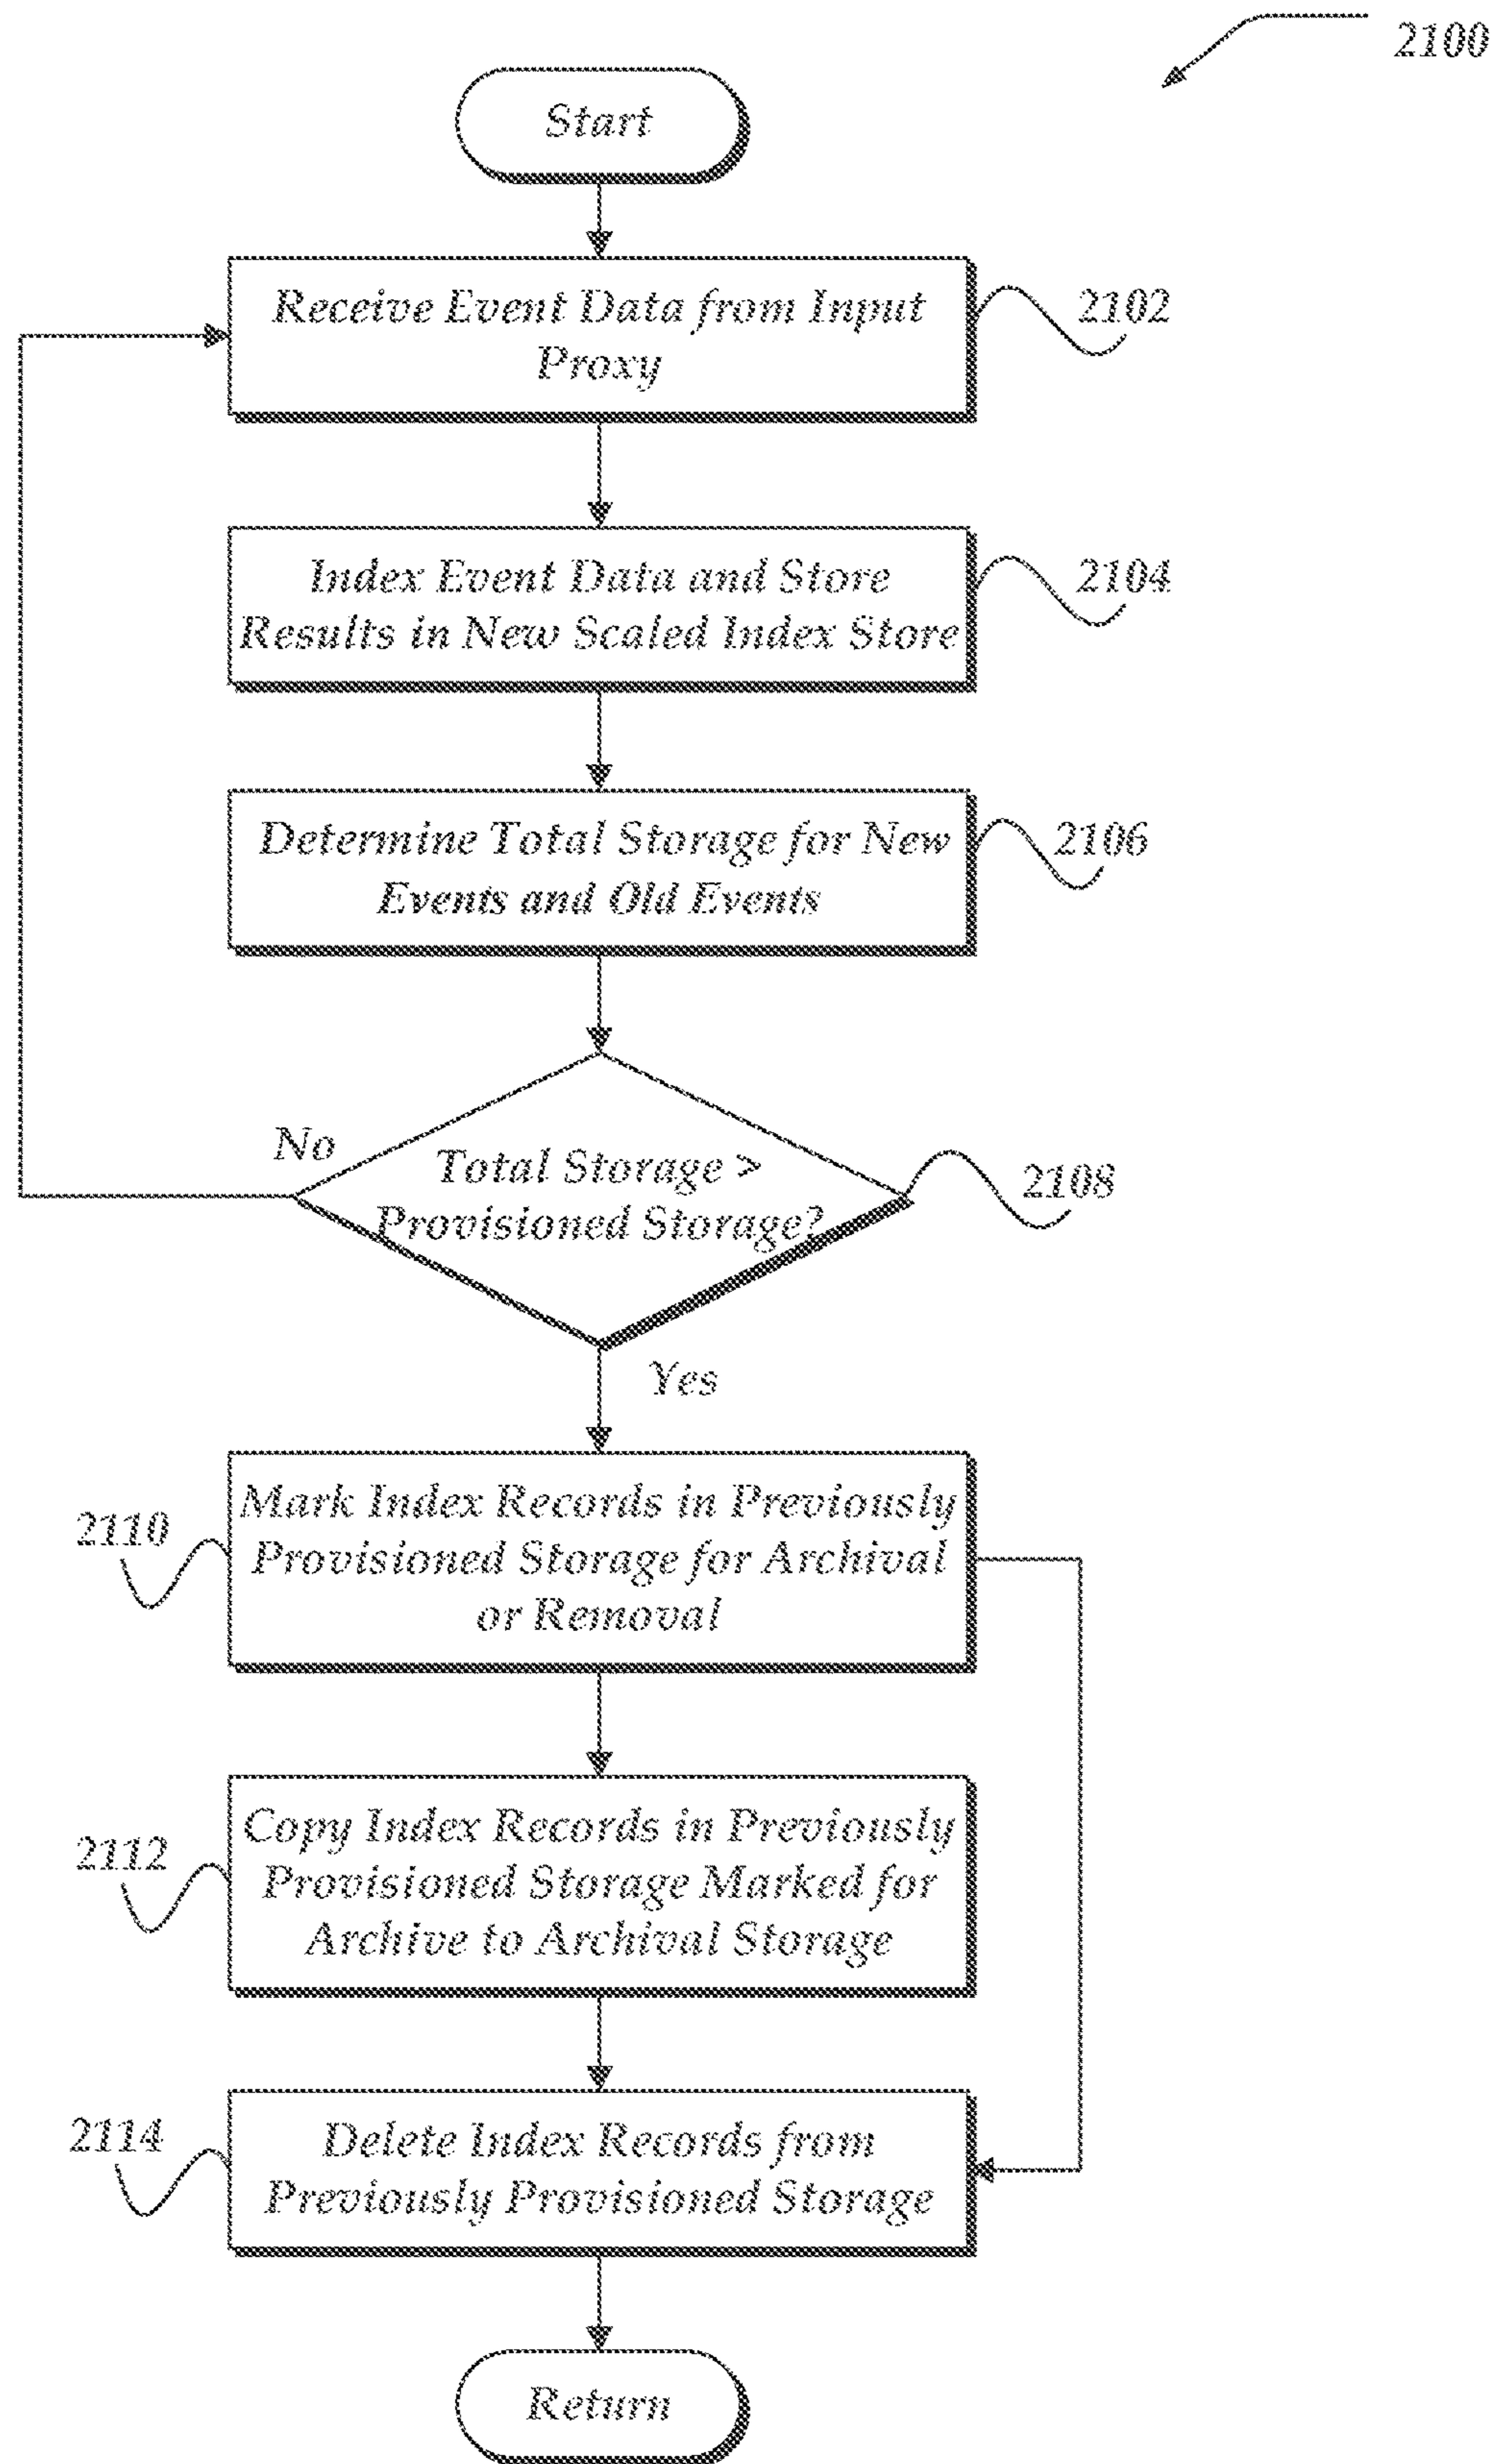 2100
Start
Receive Event Data from Input
Proxy
2102
Index Event Data and Store
Results in New Scaled Index Store
2104
Determine Total Storage for New
Events and Old Events
2106
No
Total Storage >
Provisioned Storage?
2108
Yes
Mark Index Records in Previously
Provisioned Storage for Archival
or Removal
2110
Copy Index Records in Previously
Provisioned Storage Marked for
Archive to Archival Storage
2112
Delete Index Records from
Previously Provisioned Storage
2114
Return